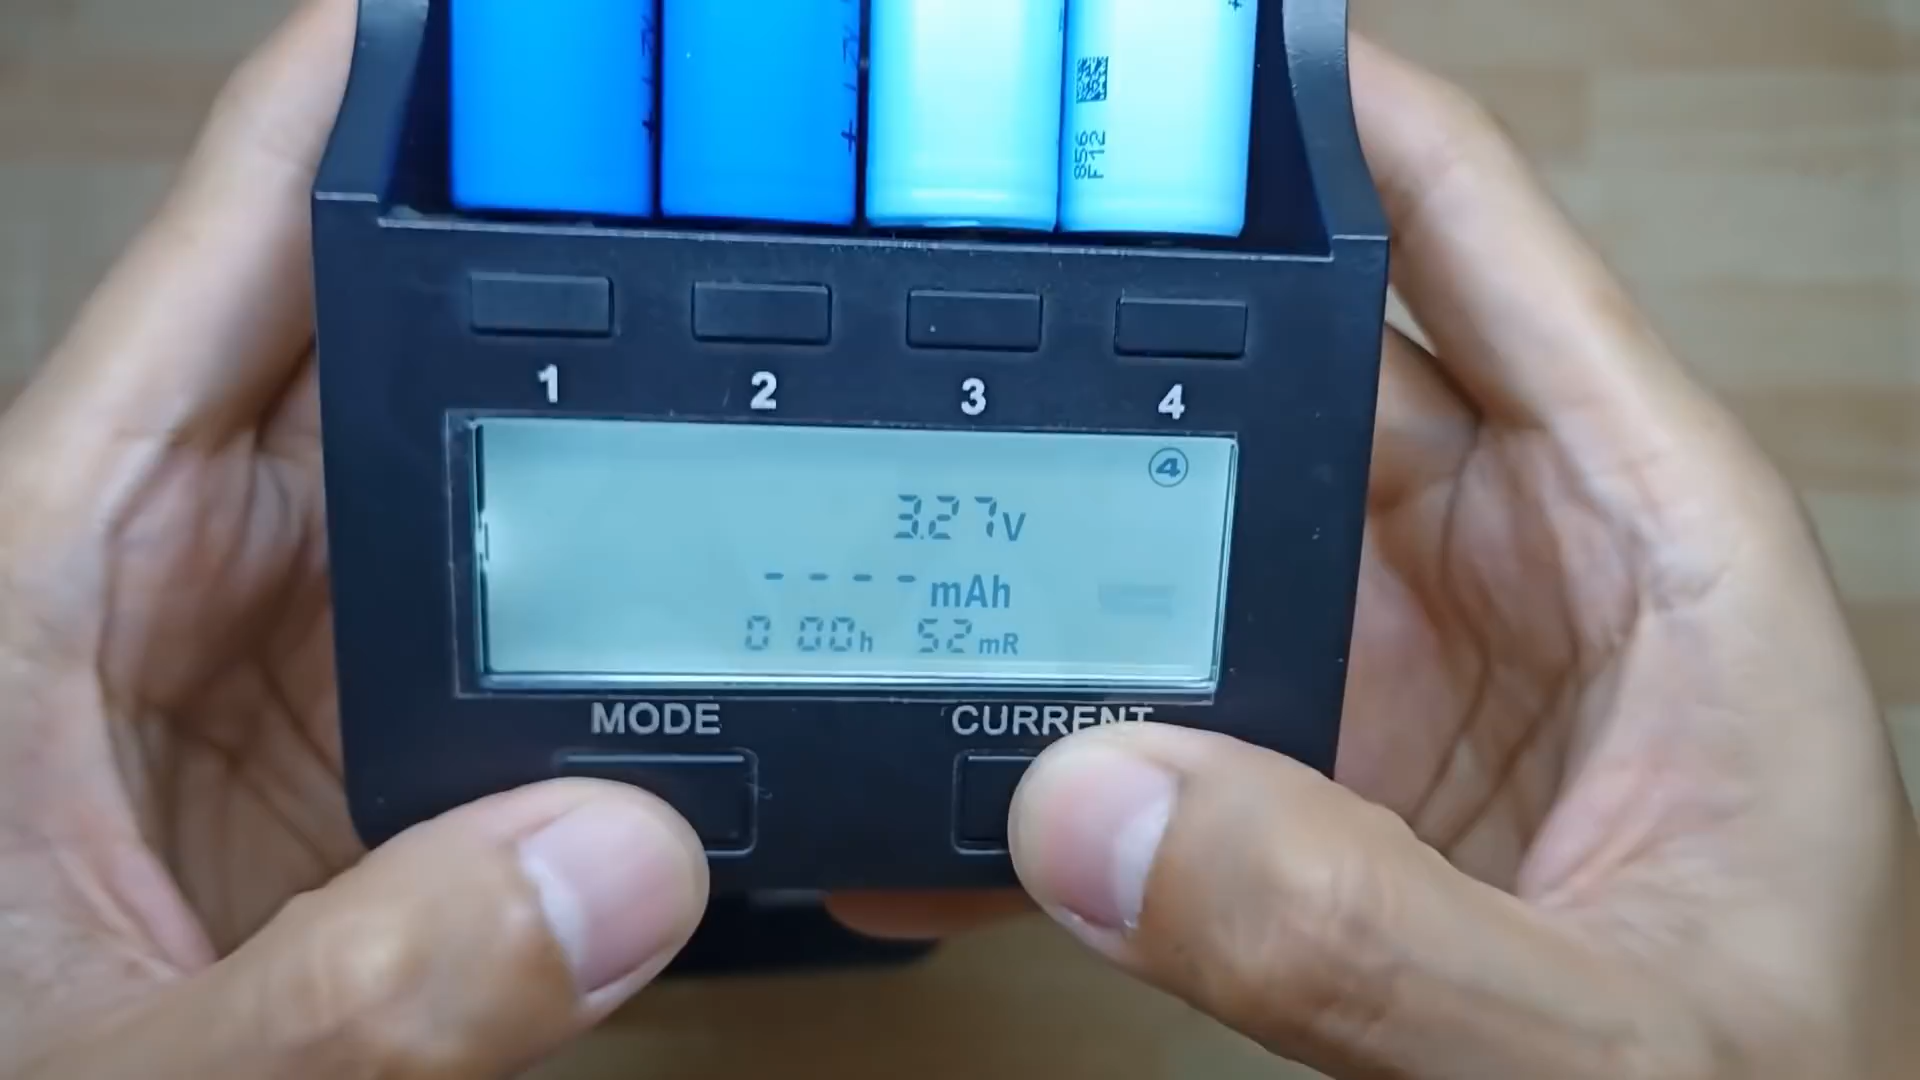 856
F12
1 2 3 4
4
3.27V
- - - - mAh
0 00h 52mR
MODE CURRENT